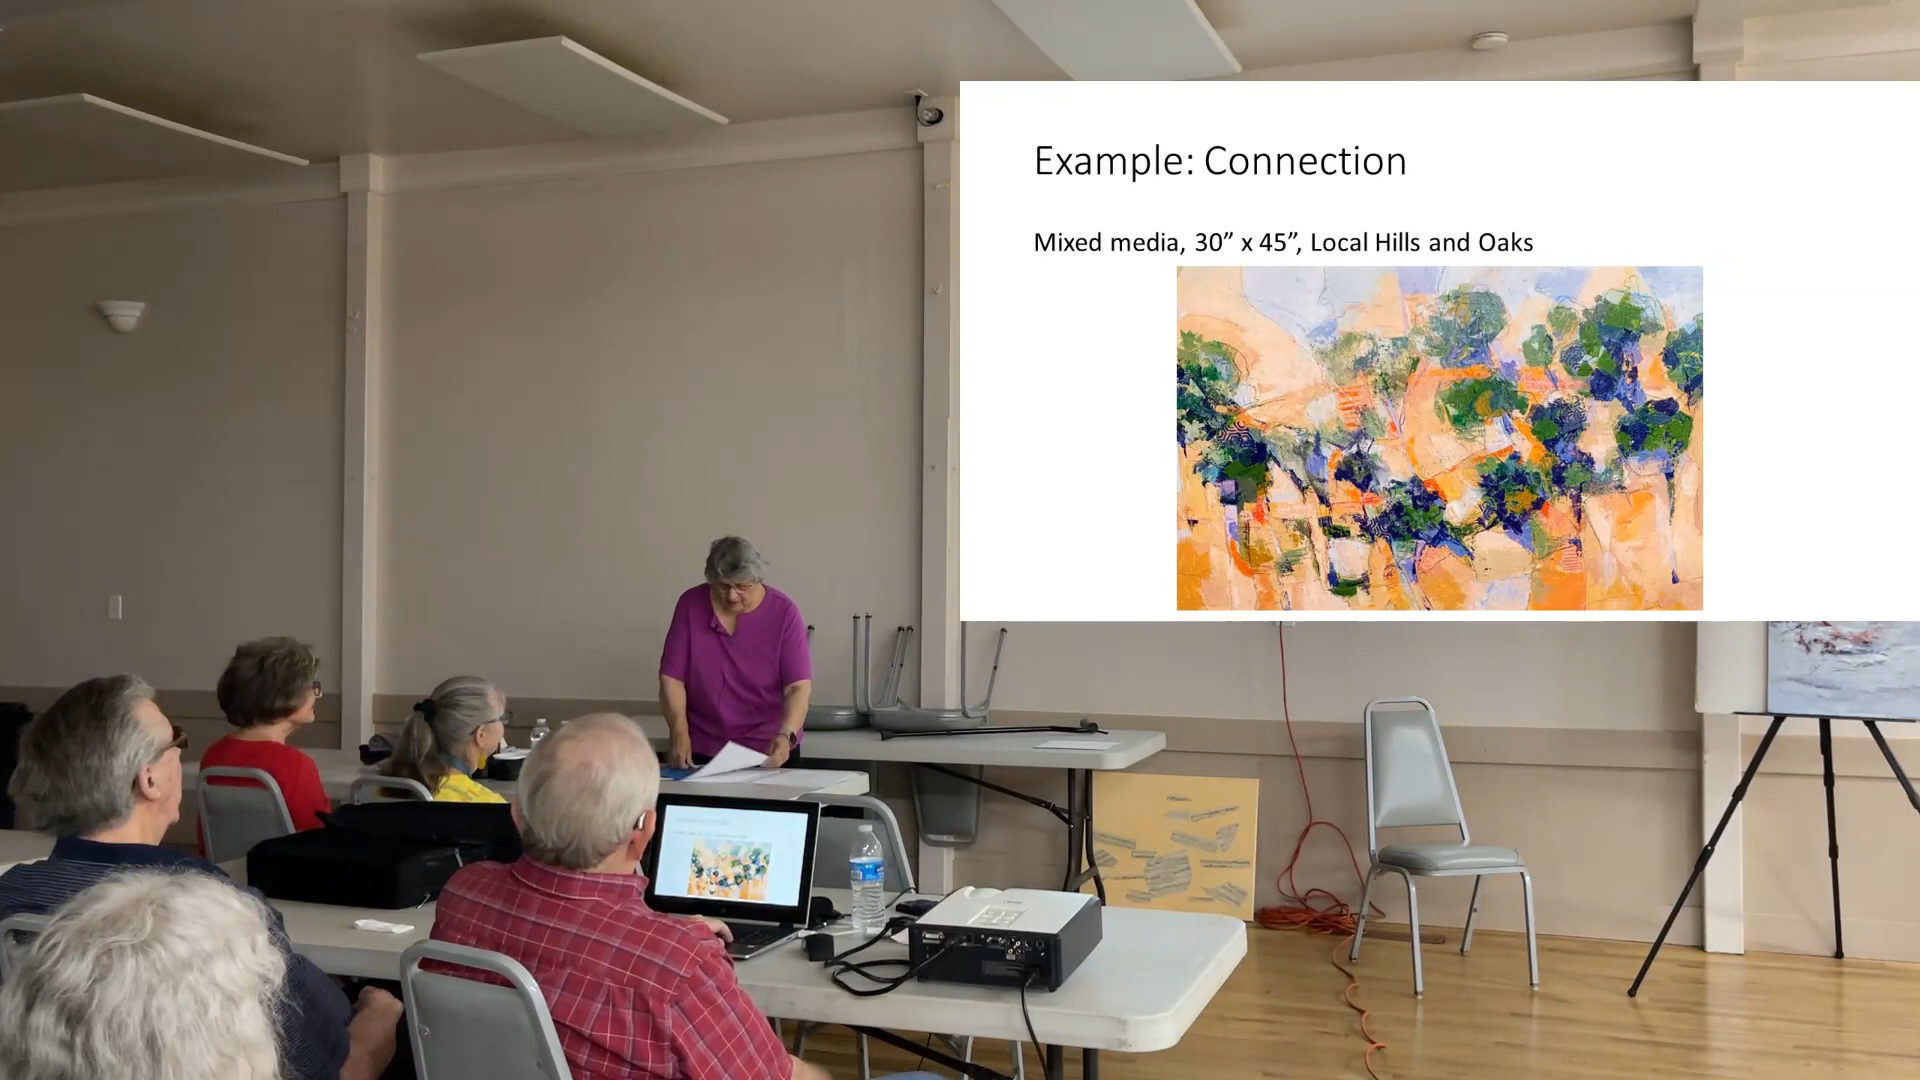 Example: Connection
Mixed media, 30” x 45”, Local Hills and Oaks